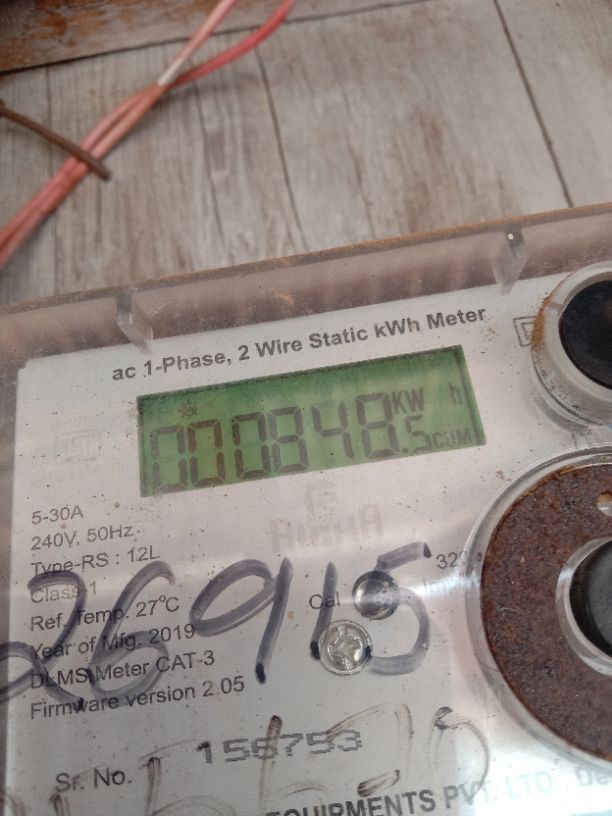 ac 1-Phase, 2 Wire Static kWh Meter
000848.5 KW h
CUM
5-30A
240V, 50Hz.
Type-RS : 12L
Class 1
Ref. Temp. 27°C
Cal
320
Year of Mfg. 2019
DLMS Meter CAT-3
Firmware version 2.05
26915
Sr. No. 156753
EQUIPMENTS PVT. LTD., De